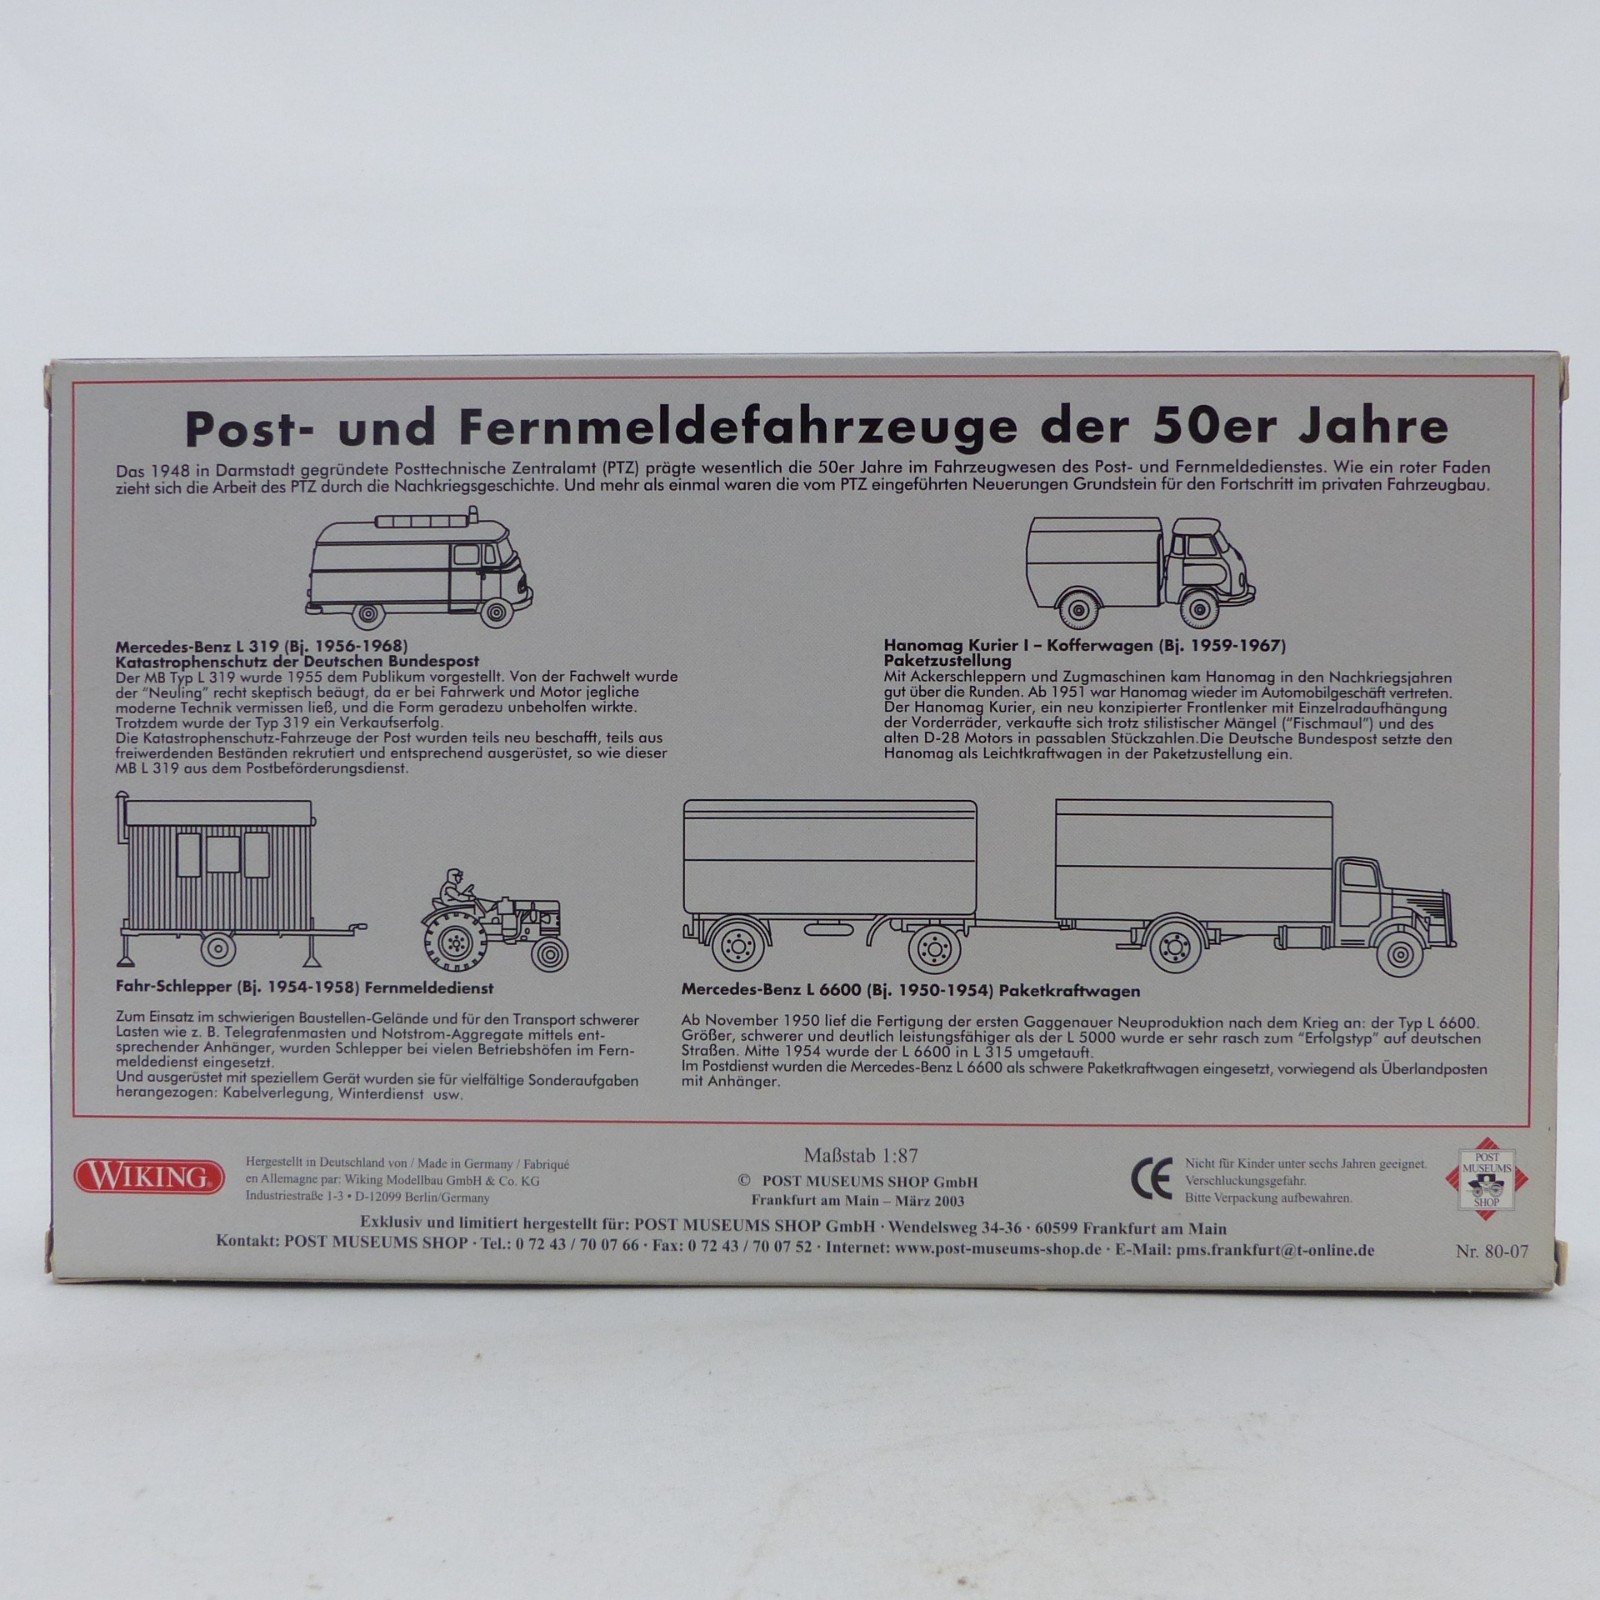 Post- und Fernmeldefahrzeuge der 50er Jahre
Das 1948 in Darmstadt gegründete Posttechnische Zentralamt (PTZ) prägte wesentlich die 50er Jahre im Fahrzeugwesen des Post- und Fernmeldedienstes. Wie ein roter Faden
zieht sich die Arbeit des PTZ durch die Nachkriegsgeschichte. Und mehr als einmal waren die vom PTZ eingeführten Neuerungen Grundstein für den Fortschritt im privaten Fahrzeugbau.
Mercedes-Benz L 319 (Bj. 1956-1968)
Katastrophenschutz der Deutschen Bundespost
Der MB Typ L 319 wurde 1955 dem Publikum vorgestellt. Von der Fachwelt wurde
der "Neuling" recht skeptisch beäugt, da er bei Fahrwerk und Motor jegliche
moderne Technik vermissen ließ, und die Form geradezu unbeholfen wirkte.
Trotzdem wurde der Typ 319 ein Verkaufserfolg.
Die Katastrophenschutz-Fahrzeuge der Post wurden teils neu beschafft, teils aus
freiwerdenden Beständen rekrutiert und entsprechend ausgerüstet, so wie dieser
MB L 319 aus dem Postbeförderungsdienst.
Hanomag Kurier I – Kofferwagen (Bj. 1959-1967)
Paketzustellung
Mit Ackerschleppern und Zugmaschinen kam Hanomag in den Nachkriegsjahren
gut über die Runden. Ab 1951 war Hanomag wieder im Automobilgeschäft vertreten.
Der Hanomag Kurier, ein neu konzipierter Frontlenker mit Einzelradaufhängung
der Vorderräder, verkaufte sich trotz stilistischer Mängel ("Fischmaul") und des
alten D-28 Motors in passablen Stückzahlen.Die Deutsche Bundespost setzte den
Hanomag als Leichtkraftwagen in der Paketzustellung ein.
Fahr-Schlepper (Bj. 1954-1958) Fernmeldedienst
Zum Einsatz im schwierigen Baustellen-Gelände und für den Transport schwerer
Lasten wie z. B. Telegrafenmasten und Notstrom-Aggregate mittels ent-
sprechender Anhänger, wurden Schlepper bei vielen Betriebshöfen im Fern-
meldedienst eingesetzt.
Und ausgerüstet mit speziellem Gerät wurden sie für vielfältige Sonderaufgaben
herangezogen: Kabelverlegung, Winterdienst usw.
Mercedes-Benz L 6600 (Bj. 1950-1954) Paketkraftwagen
Ab November 1950 lief die Fertigung der ersten Gaggenauer Neuproduktion nach dem Krieg an: der Typ L 6600.
Größer, schwerer und deutlich leistungsfähiger als der L 5000 wurde er sehr rasch zum "Erfolgstyp" auf deutschen
Straßen. Mitte 1954 wurde der L 6600 in L 315 umgetauft.
Im Postdienst wurden die Mercedes-Benz L 6600 als schwere Paketkraftwagen eingesetzt, vorwiegend als Überlandposten
mit Anhänger.
WIKING®
Hergestellt in Deutschland von / Made in Germany / Fabriqué
en Allemagne par: Wiking Modellbau GmbH & Co. KG
Industriestraße 1-3 • D-12099 Berlin/Germany
Maßstab 1:87
© POST MUSEUMS SHOP GmbH
Frankfurt am Main – März 2003
CE
Nicht für Kinder unter sechs Jahren geeignet.
Verschluckungsgefahr.
Bitte Verpackung aufbewahren.
POST
MUSEUMS
SHOP
Exklusiv und limitiert hergestellt für: POST MUSEUMS SHOP GmbH · Wendelsweg 34-36 · 60599 Frankfurt am Main
Kontakt: POST MUSEUMS SHOP · Tel.: 0 72 43 / 70 07 66 · Fax: 0 72 43 / 70 07 52 · Internet: www.post-museums-shop.de · E-Mail: pms.frankfurt@t-online.de
Nr. 80-07